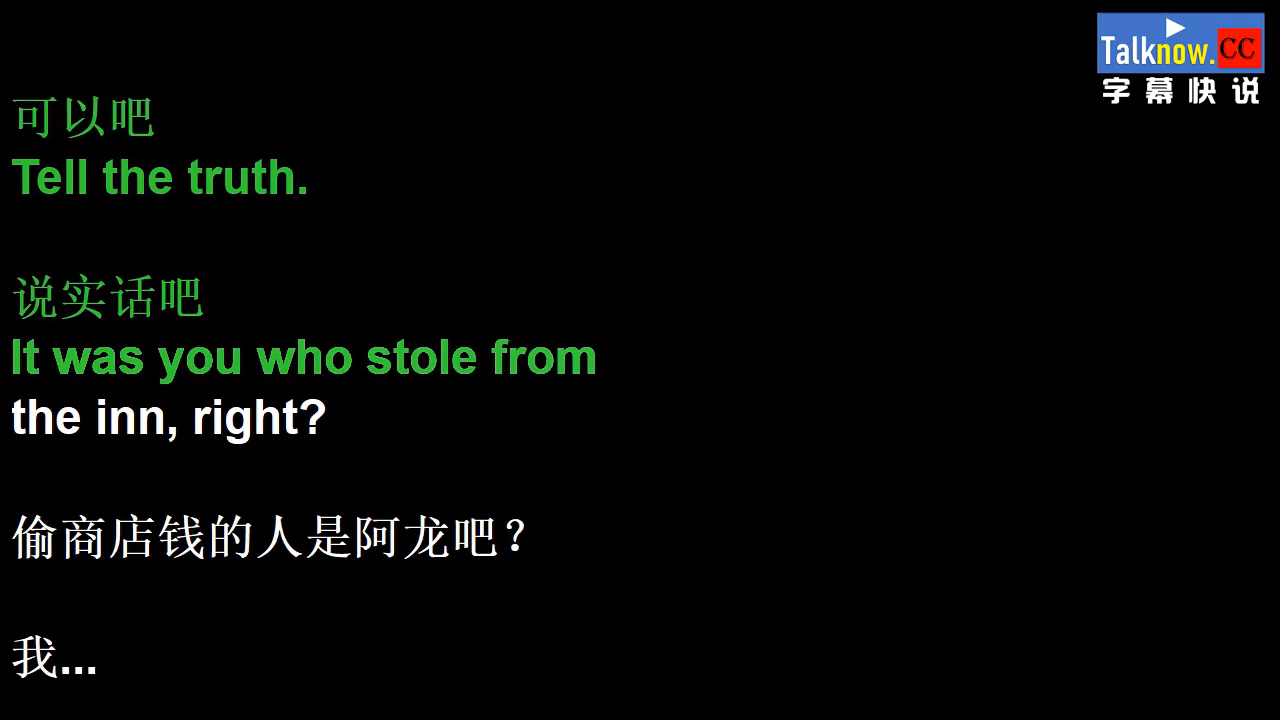 Talknow.CC
字幕快说
可以吧
Tell the truth.
说实话吧
It was you who stole from
the inn, right?
偷商店钱的人是阿龙吧？
我...